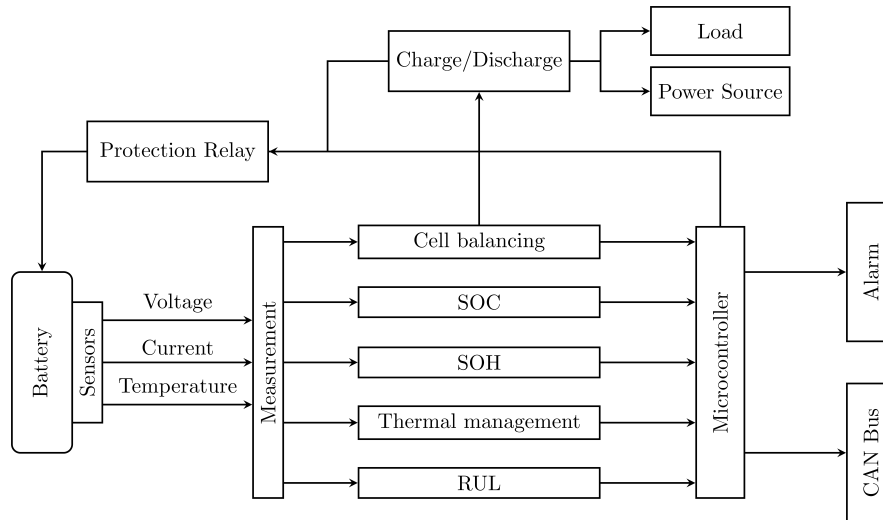 Load
Charge/Discharge
Power Source
Protection Relay
Cell balancing
Voltage
SOC
Current
SOH
Temperature
Thermal management
RUL
Battery
Sensors
Measurement
Microcontroller
Alarm
CAN Bus